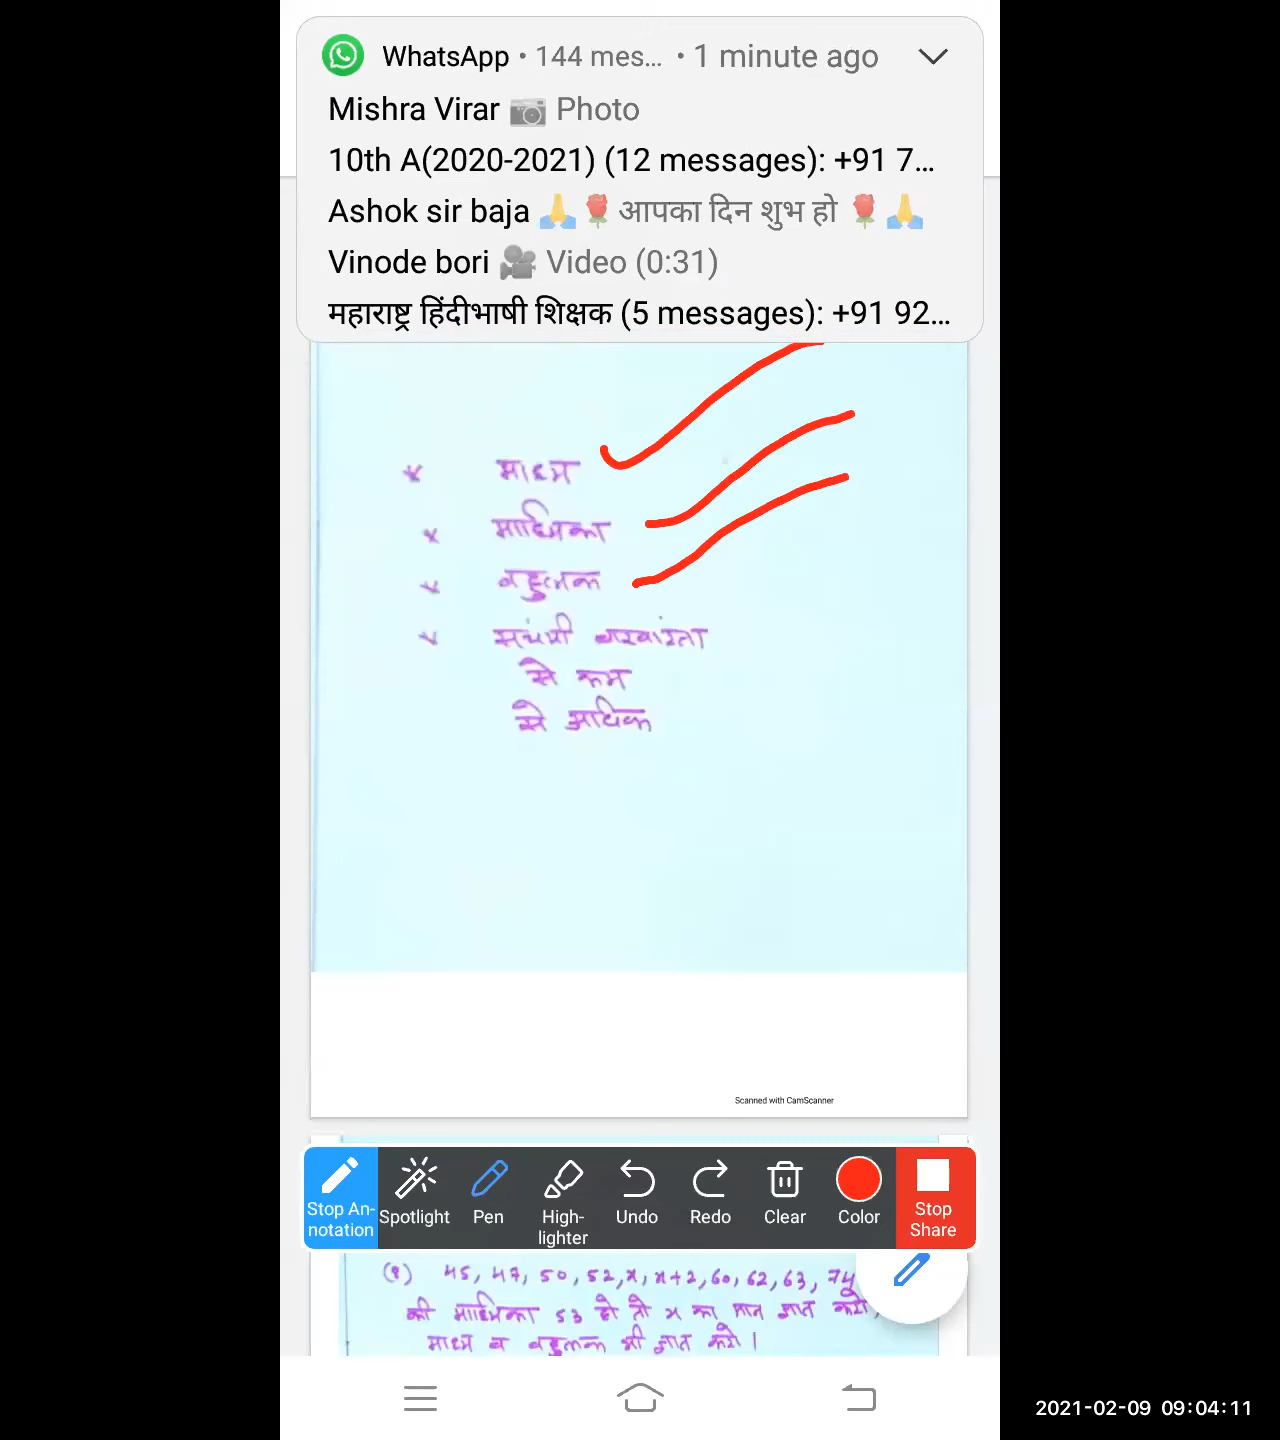 WhatsApp • 144 mes... • 1 minute ago
Mishra Virar 📷 Photo
10th A(2020-2021) (12 messages): +91 7...
Ashok sir baja 🙏🌹आपका दिन शुभ हो 🌹🙏
Vinode bori 🎥 Video (0:31)
महाराष्ट्र हिंदीभाषी शिक्षक (5 messages): +91 92...
* माध्य
* माध्यिका
* बहुलक
* संचयी बारंबारता
से कम
से अधिक
Scanned with CamScanner
Stop Annotation
Spotlight
Pen
High-lighter
Undo
Redo
Clear
Color
Stop Share
(१) 45, 47, 50, 52, x, x+2, 60, 62, 63, 74
की माध्यिका 53 हो तो x का मान ज्ञात करो,
माध्य व बहुलक भी ज्ञात करो।
2021-02-09 09:04:11